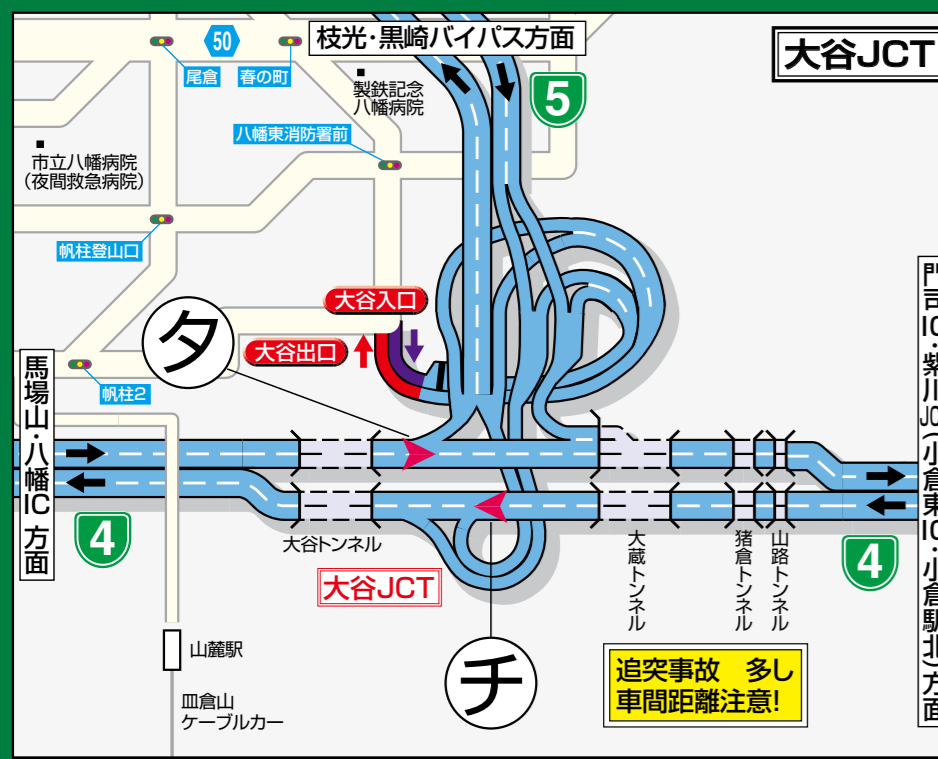 枝光・黒崎バイパス方面
大谷JCT
50
尾倉
春の町
製鉄記念
八幡病院
5
八幡東消防署前
市立八幡病院
(夜間救急病院)
帆柱登山口
大谷入口
大谷出口
タ
帆柱2
馬場山・八幡IC 方面
門司IC・紫川JCT(小倉東IC・小倉駅北)方面
4
大谷トンネル
大谷JCT
大蔵トンネル
猪倉トンネル
山路トンネル
4
山麓駅
チ
追突事故 多し
車間距離注意!
皿倉山
ケーブルカー